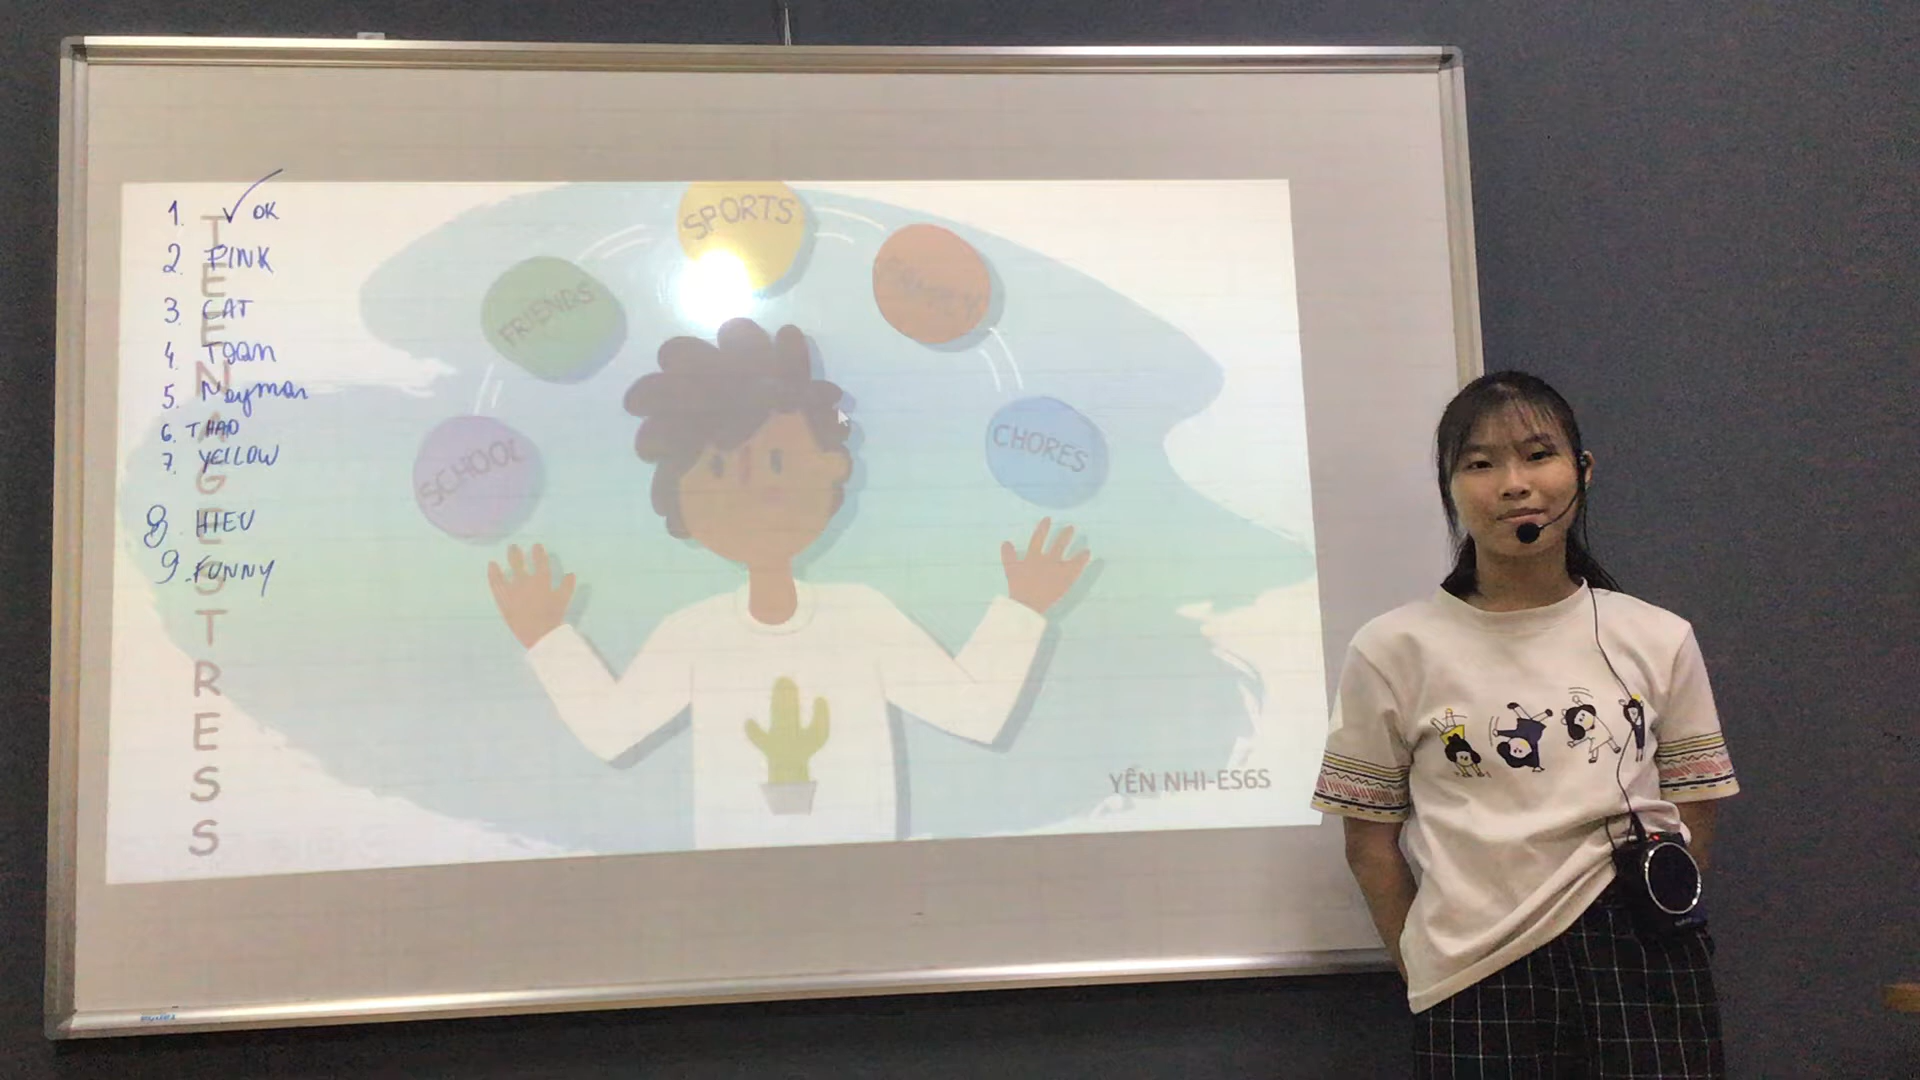 1. ✓ OK
2. PINK
3. CAT
4. TOAN
5. Neymar
6. THAO
7. YELLOW
8. HIEU
9. FUNNY
TEENAGE STRESS
SCHOOL
FRIENDS
SPORTS
FAMILY
CHORES
YẾN NHI-ES6S